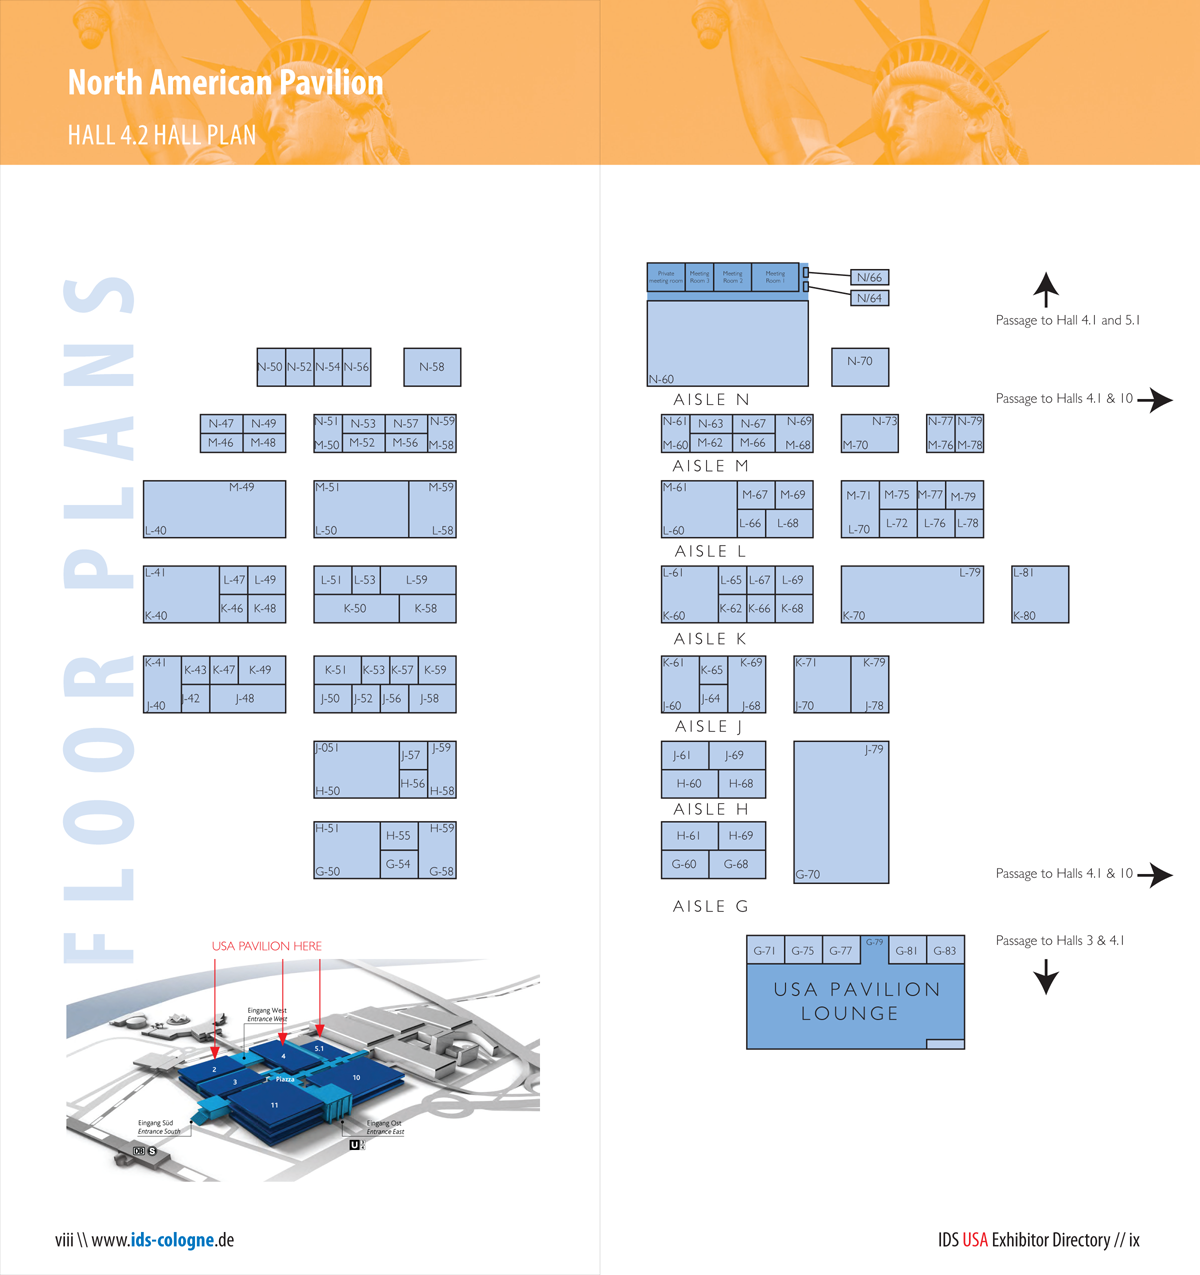 North American Pavilion
HALL 4.2 HALL PLAN
FLOOR PLANS
N-50 N-52 N-54 N-56 N-58
N-47 N-49 N-51 N-53 N-57 N-59
M-46 M-48 M-50 M-52 M-56 M-58
M-49 M-51 M-59
L-40 L-50 L-58
L-41 L-47 L-49 L-51 L-53 L-59
K-40 K-46 K-48 K-50 K-58
K-41 K-43 K-47 K-49 K-51 K-53 K-57 K-59
J-40 J-42 J-48 J-50 J-52 J-56 J-58
J-051 J-57 J-59
H-50 H-56 H-58
H-51 H-55 H-59
G-50 G-54 G-58
USA PAVILION HERE
Eingang West
Entrance West
2
4
5.1
3
Piazza
10
11
Eingang Süd
Entrance South
Eingang Ost
Entrance East
DB S
U
viii \\ www.ids-cologne.de
Private
meeting room
Meeting
Room 3
Meeting
Room 2
Meeting
Room 1
N/66
N/64
Passage to Hall 4.1 and 5.1
N-60
N-70
AISLE N
Passage to Halls 4.1 & 10
N-61 N-63 N-67 N-69 N-73 N-77 N-79
M-60 M-62 M-66 M-68 M-70 M-76 M-78
AISLE M
M-61 M-67 M-69 M-71 M-75 M-77 M-79
L-60 L-66 L-68 L-70 L-72 L-76 L-78
AISLE L
L-61 L-65 L-67 L-69 L-79 L-81
K-60 K-62 K-66 K-68 K-70 K-80
AISLE K
K-61 K-65 K-69 K-71 K-79
J-60 J-64 J-68 J-70 J-78
AISLE J
J-61 J-69 J-79
H-60 H-68
AISLE H
H-61 H-69
G-60 G-68 G-70
Passage to Halls 4.1 & 10
AISLE G
G-71 G-75 G-77 G-79 G-81 G-83
Passage to Halls 3 & 4.1
USA PAVILION
LOUNGE
IDS USA Exhibitor Directory // ix